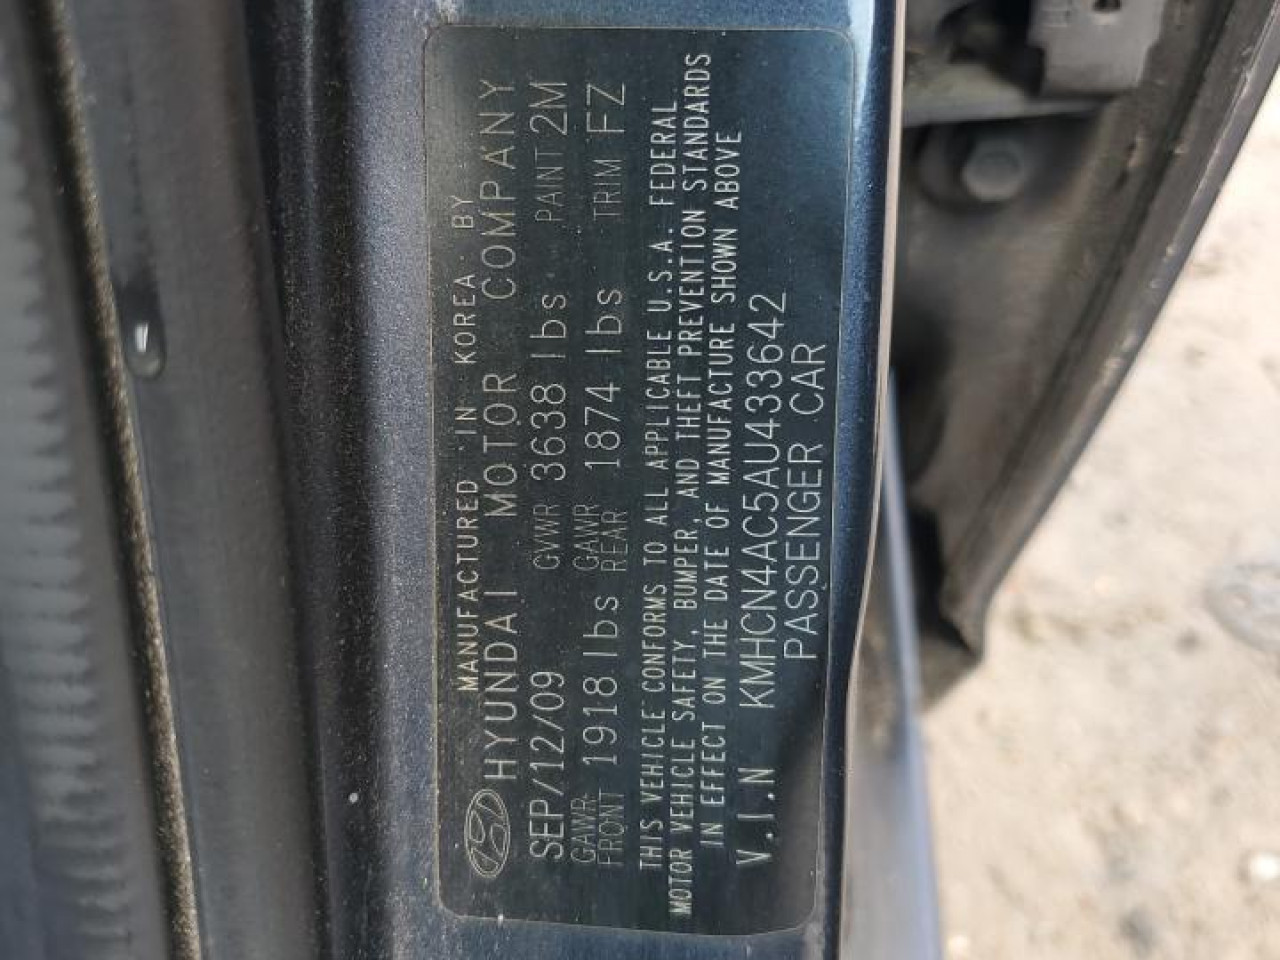 MANUFACTURED IN KOREA BY
HYUNDAI MOTOR COMPANY
SEP/12/09 GVWR 3638 lbs PAINT 2M
GAWR FRONT 1918 lbs GAWR REAR 1874 lbs TRIM FZ
THIS VEHICLE CONFORMS TO ALL APPLICABLE U.S.A. FEDERAL
MOTOR VEHICLE SAFETY, BUMPER, AND THEFT PREVENTION STANDARDS
IN EFFECT ON THE DATE OF MANUFACTURE SHOWN ABOVE
V.I.N KMHCN4AC5AU433642
PASSENGER CAR